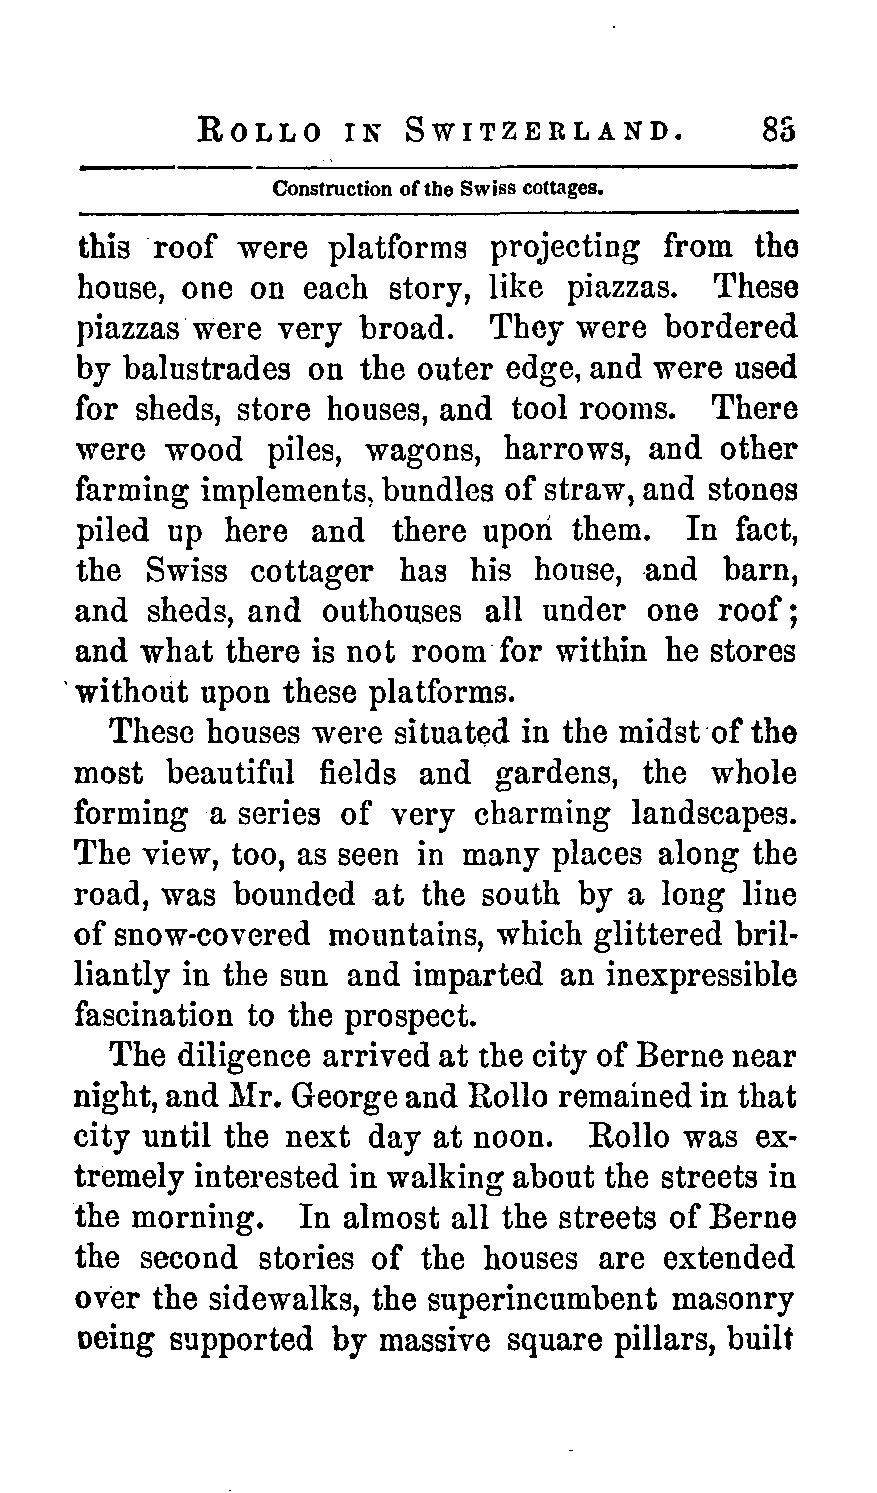 ROLLO IN SWITZERLAND. 85
Construction of the Swiss cottages.
this roof were platforms projecting from the
house, one on each story, like piazzas. These
piazzas were very broad. They were bordered
by balustrades on the outer edge, and were used
for sheds, store houses, and tool rooms. There
were wood piles, wagons, harrows, and other
farming implements, bundles of straw, and stones
piled up here and there upon them. In fact,
the Swiss cottager has his house, and barn,
and sheds, and outhouses all under one roof;
and what there is not room for within he stores
without upon these platforms.
These houses were situated in the midst of the
most beautiful fields and gardens, the whole
forming a series of very charming landscapes.
The view, too, as seen in many places along the
road, was bounded at the south by a long line
of snow-covered mountains, which glittered bril-
liantly in the sun and imparted an inexpressible
fascination to the prospect.
The diligence arrived at the city of Berne near
night, and Mr. George and Rollo remained in that
city until the next day at noon. Rollo was ex-
tremely interested in walking about the streets in
the morning. In almost all the streets of Berne
the second stories of the houses are extended
over the sidewalks, the superincumbent masonry
being supported by massive square pillars, built